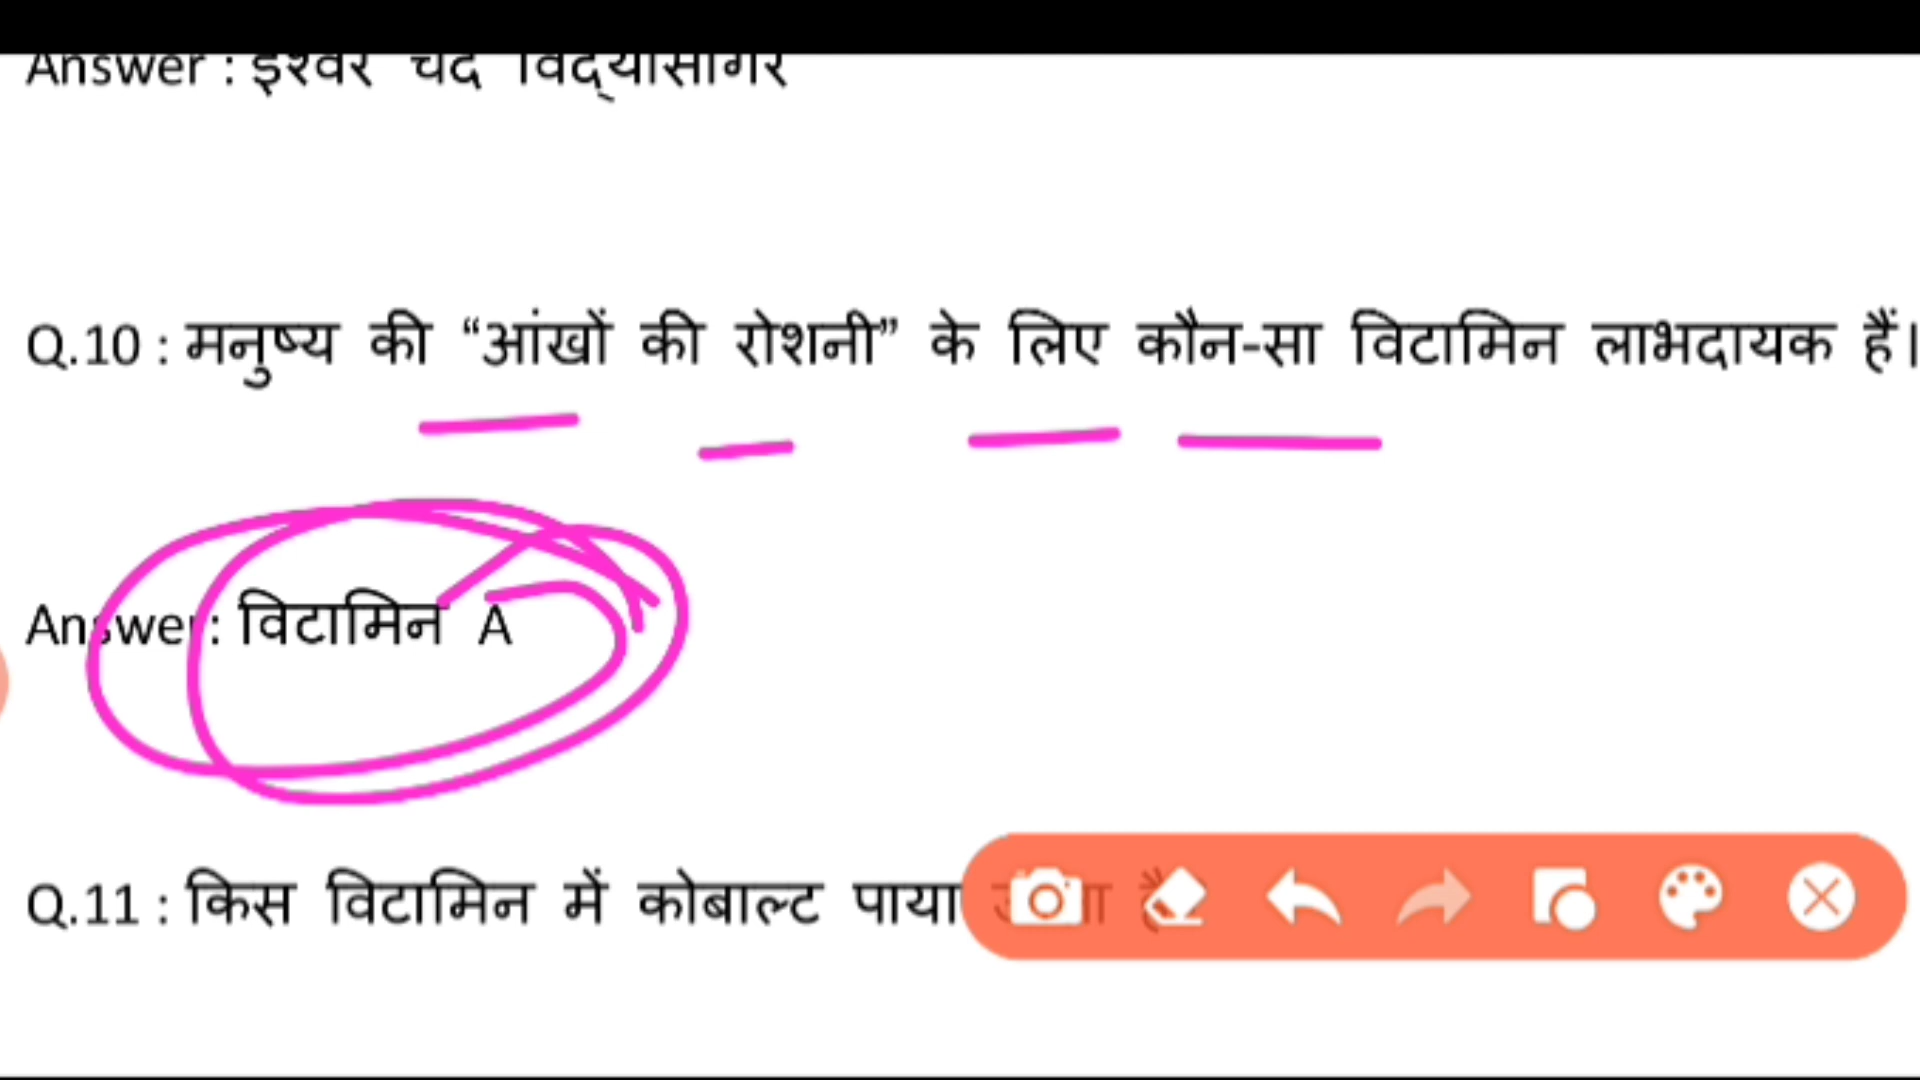 Answer : ईश्वर चंद विद्यासागर
Q.10 : मनुष्य की “आंखों की रोशनी” के लिए कौन-सा विटामिन लाभदायक हैं।
Answer : विटामिन A
Q.11 : किस विटामिन में कोबाल्ट पाया